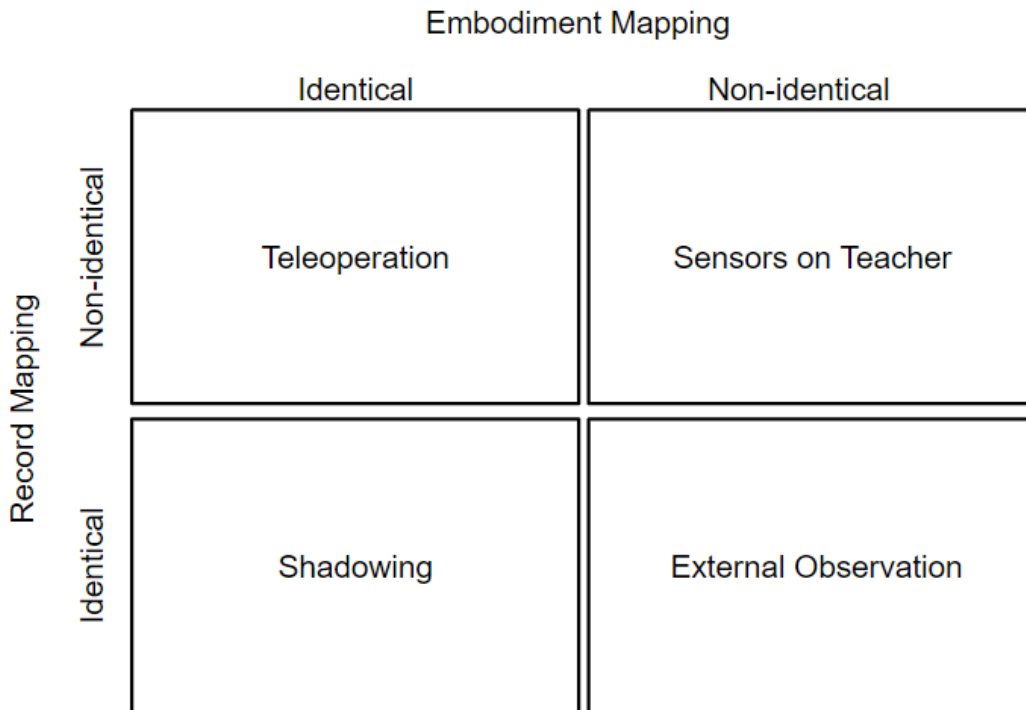 Embodiment Mapping
Identical
Non-identical
Record Mapping
Non-identical
Teleoperation
Sensors on Teacher
Identical
Shadowing
External Observation